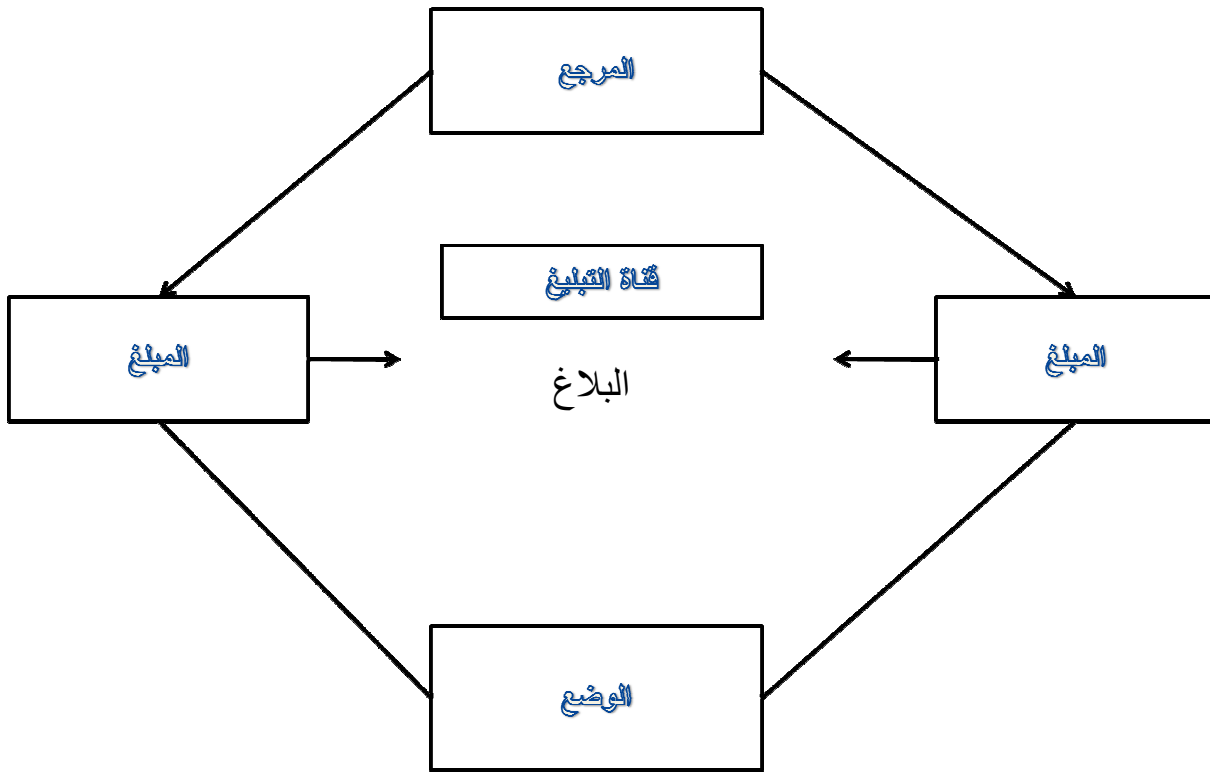 المرجع
قناة التبليغ
المبلغ
المبلغ
البلاغ
الوضع